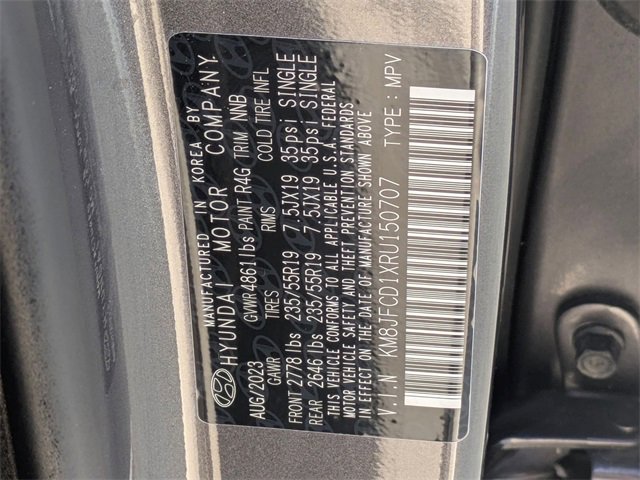 MANUFACTURED IN KOREA BY
HYUNDAI MOTOR COMPANY
AUG/2023 GVWR4861lbs PAINT R4G TRIM NNB
GAWR TIRES RIMS COLD TIRE INFL
FRONT 2778 lbs 235/55R19 7.5JX19 35psi SINGLE
REAR 2646 lbs 235/55R19 7.5JX19 35psi SINGLE
THIS VEHICLE CONFORMS TO ALL APPLICABLE U.S.A. FEDERAL
MOTOR VEHICLE SAFETY, AND THEFT PREVENTION STANDARDS
IN EFFECT ON THE DATE OF MANUFACTURE SHOWN ABOVE
V.I.N KM8JFCD1XRU150707 TYPE : MPV